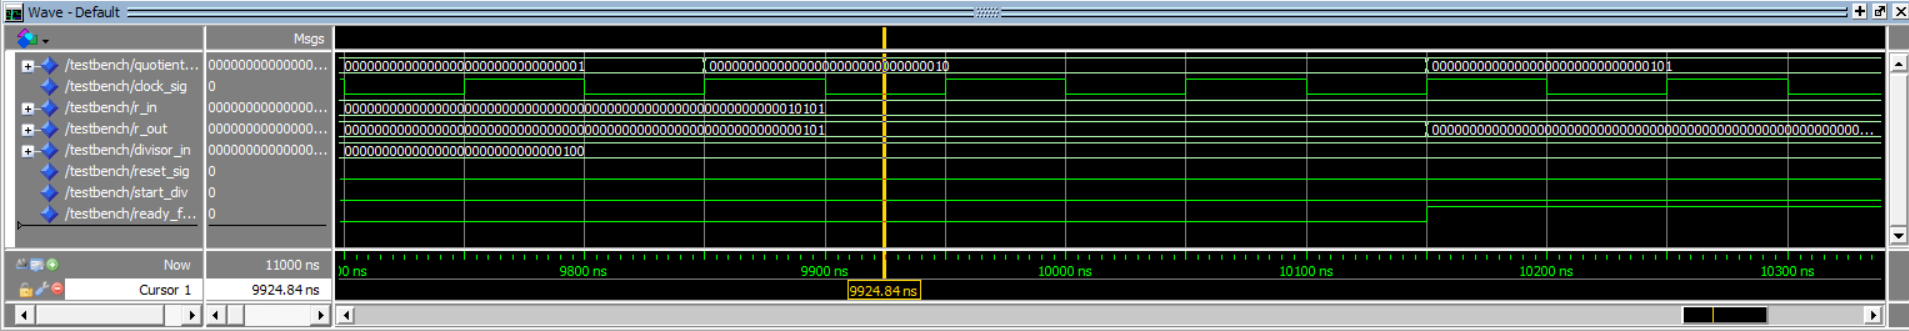 Wave - Default
Msgs
/testbench/quotient... 00000000000000... 00000000000000000000000000000001 00000000000000000000000000000010 00000000000000000000000000000101
/testbench/clock_sig 0
/testbench/r_in 00000000000000... 0000000000000000000000000000000000000000000000000000000000010101
/testbench/r_out 00000000000000... 0000000000000000000000000000000000000000000000000000000000000101 000000000000000000000000000000000000000000000000000000000...
/testbench/divisor_in 00000000000000... 00000000000000000000000000000100
/testbench/reset_sig 0
/testbench/start_div 0
/testbench/ready_f... 0
Now 11000 ns 00 ns 9800 ns 9900 ns 10000 ns 10100 ns 10200 ns 10300 ns
Cursor 1 9924.84 ns 9924.84 ns